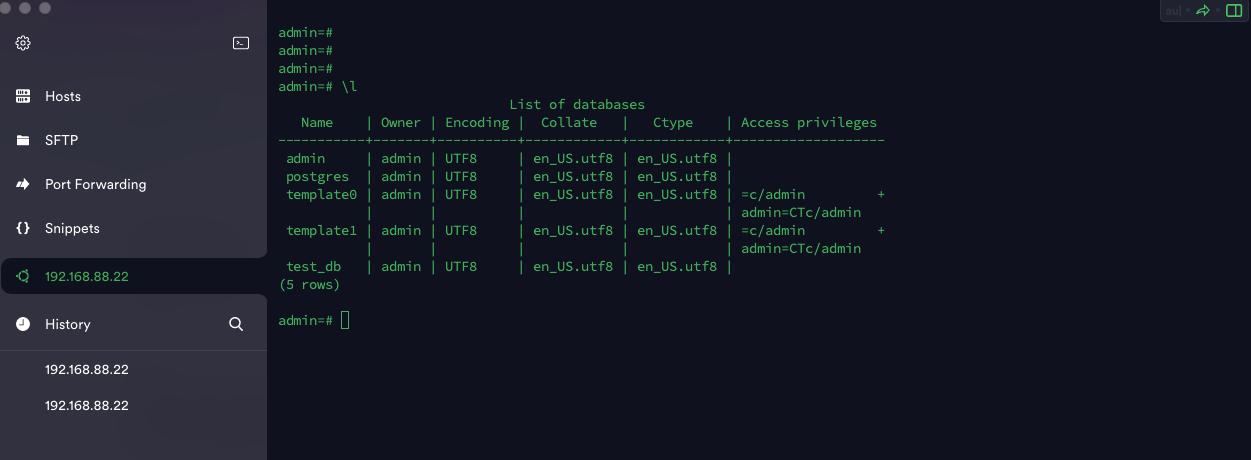 Hosts
SFTP
Port Forwarding
Snippets
192.168.88.22
History
192.168.88.22
192.168.88.22
admin=#
admin=#
admin=#
admin=# \l
                             List of databases
   Name    | Owner | Encoding |  Collate   |   Ctype    | Access privileges
-----------+-------+----------+------------+------------+-------------------
 admin     | admin | UTF8     | en_US.utf8 | en_US.utf8 |
 postgres  | admin | UTF8     | en_US.utf8 | en_US.utf8 |
 template0 | admin | UTF8     | en_US.utf8 | en_US.utf8 | =c/admin         +
           |       |          |            |            | admin=CTc/admin
 template1 | admin | UTF8     | en_US.utf8 | en_US.utf8 | =c/admin         +
           |       |          |            |            | admin=CTc/admin
 test_db   | admin | UTF8     | en_US.utf8 | en_US.utf8 |
(5 rows)
admin=#